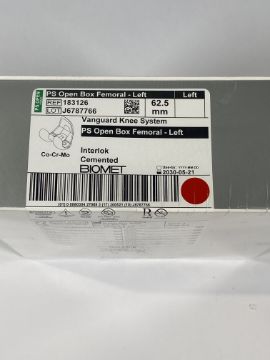 PS Open Box Femoral - Left Left
REF 183126 62.5 mm
LOT J6787766
Vanguard Knee System
PS Open Box Femoral - Left
Co-Cr-Mo
Interlok
Cemented
BIOMET
2030-05-21